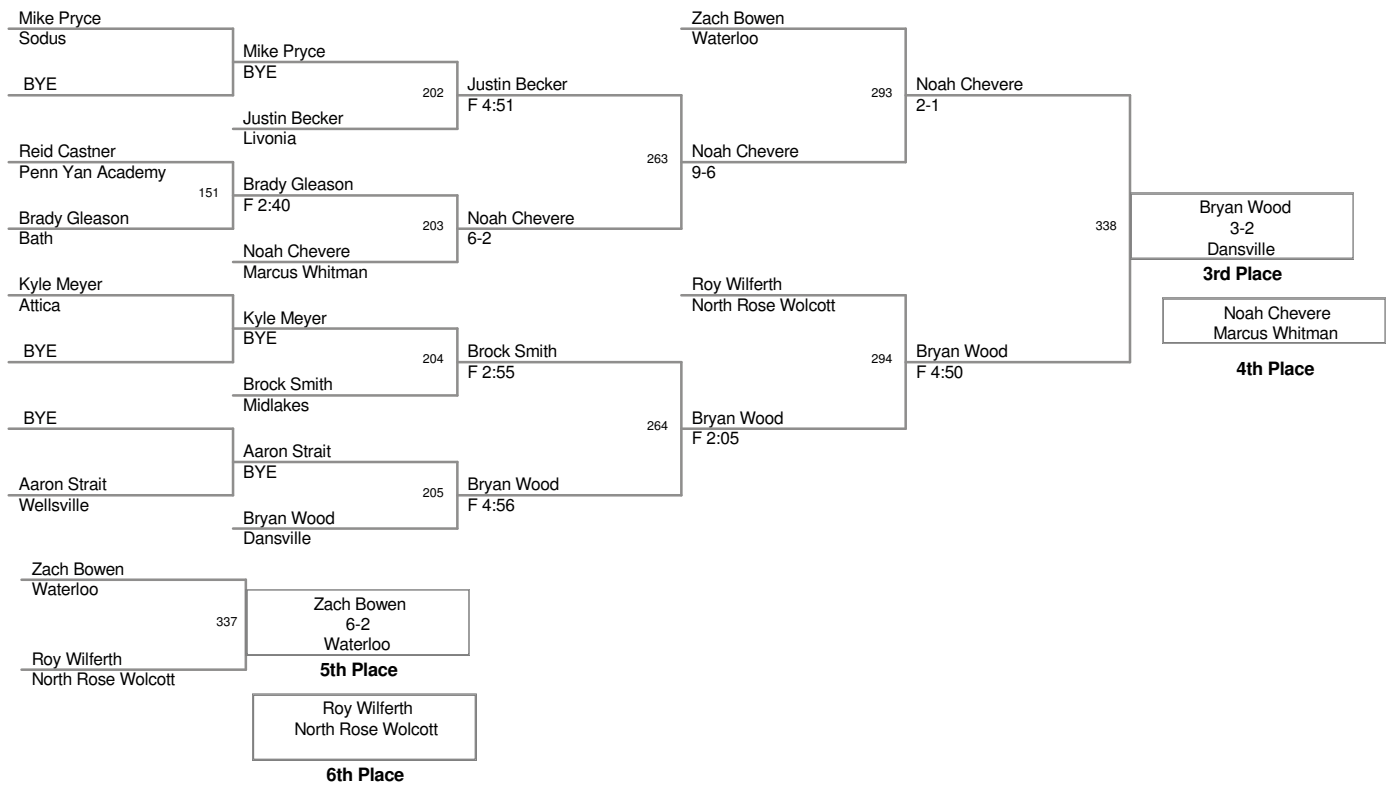 Mike Pryce
Sodus
BYE
Reid Castner
Penn Yan Academy
151
Brady Gleason
Bath
Kyle Meyer
Attica
BYE
BYE
Aaron Strait
Wellsville
Mike Pryce
BYE
202
Justin Becker
Livonia
Brady Gleason
F 2:40
203
Noah Chevere
Marcus Whitman
Kyle Meyer
BYE
204
Brock Smith
Midlakes
Aaron Strait
BYE
205
Bryan Wood
Dansville
Justin Becker
F 4:51
263
Noah Chevere
6-2
Brock Smith
F 2:55
264
Bryan Wood
F 4:56
Zach Bowen
Waterloo
293
Noah Chevere
9-6
Roy Wilferth
North Rose Wolcott
294
Bryan Wood
F 2:05
Noah Chevere
2-1
338
Bryan Wood
F 4:50
Bryan Wood
3-2
Dansville
3rd Place
Noah Chevere
Marcus Whitman
4th Place
Zach Bowen
Waterloo
337
Roy Wilferth
North Rose Wolcott
Zach Bowen
6-2
Waterloo
5th Place
Roy Wilferth
North Rose Wolcott
6th Place